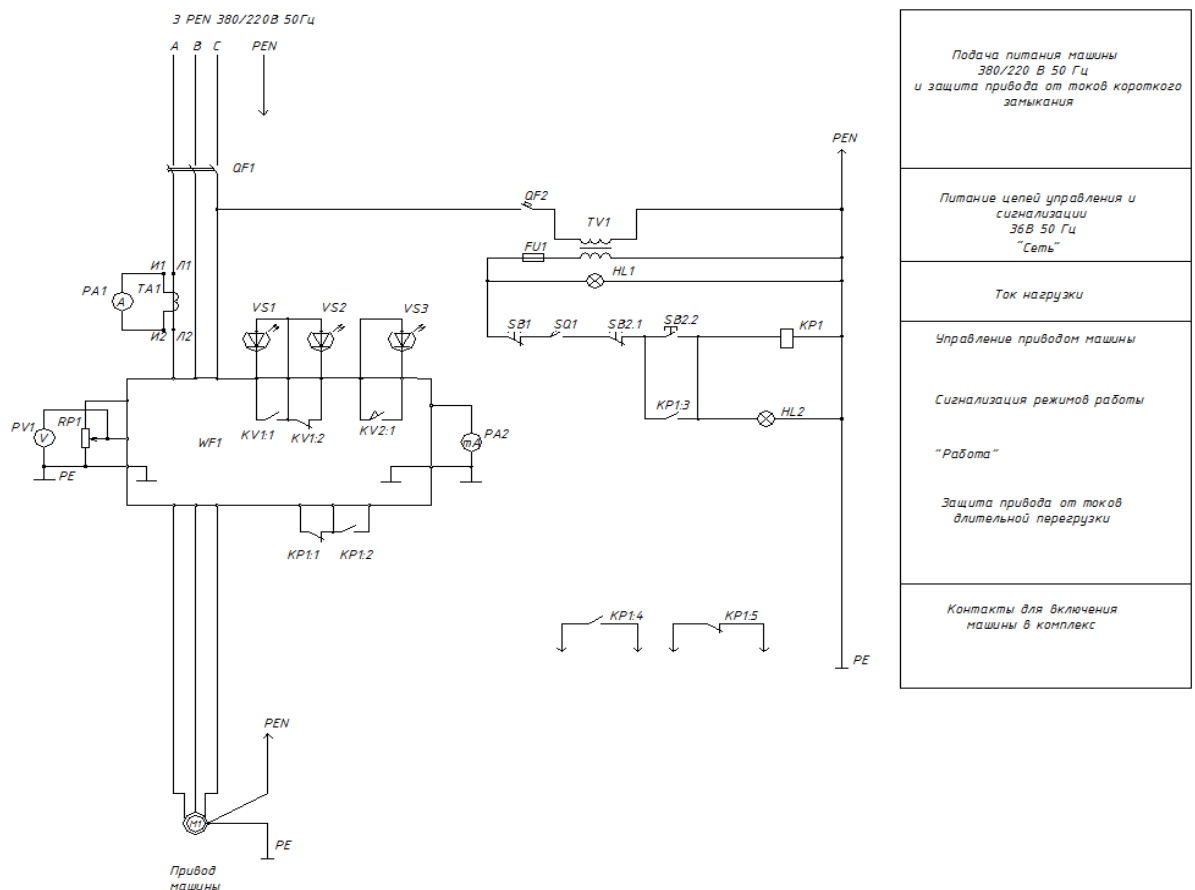 3 PEN 380/220В 50Гц
A B C PEN
QF1
PEN
QF2
TV1
FU1
HL1
И1 Л1
PA1 A TA1
И2 Л2
VS1 VS2 VS3
SB1 SQ1 SB2.1 SB2.2 KP1
KP1:3 HL2
PV1 V RP1
WF1
KV1:1 KV1:2 KV2:1
mA PA2
PE
KP1:1 KP1:2
KP1:4 KP1:5
PE
PEN
M1
PE
Привод
машины
Подача питания машины
380/220 В 50 Гц
и защита привода от токов короткого
замыкания
Питание цепей управления и
сигнализации
36В 50 Гц
"Сеть"
Ток нагрузки
Управление приводом машины
Сигнализация режимов работы
"Работа"
Защита привода от токов
длительной перегрузки
Контакты для включения
машины в комплекс